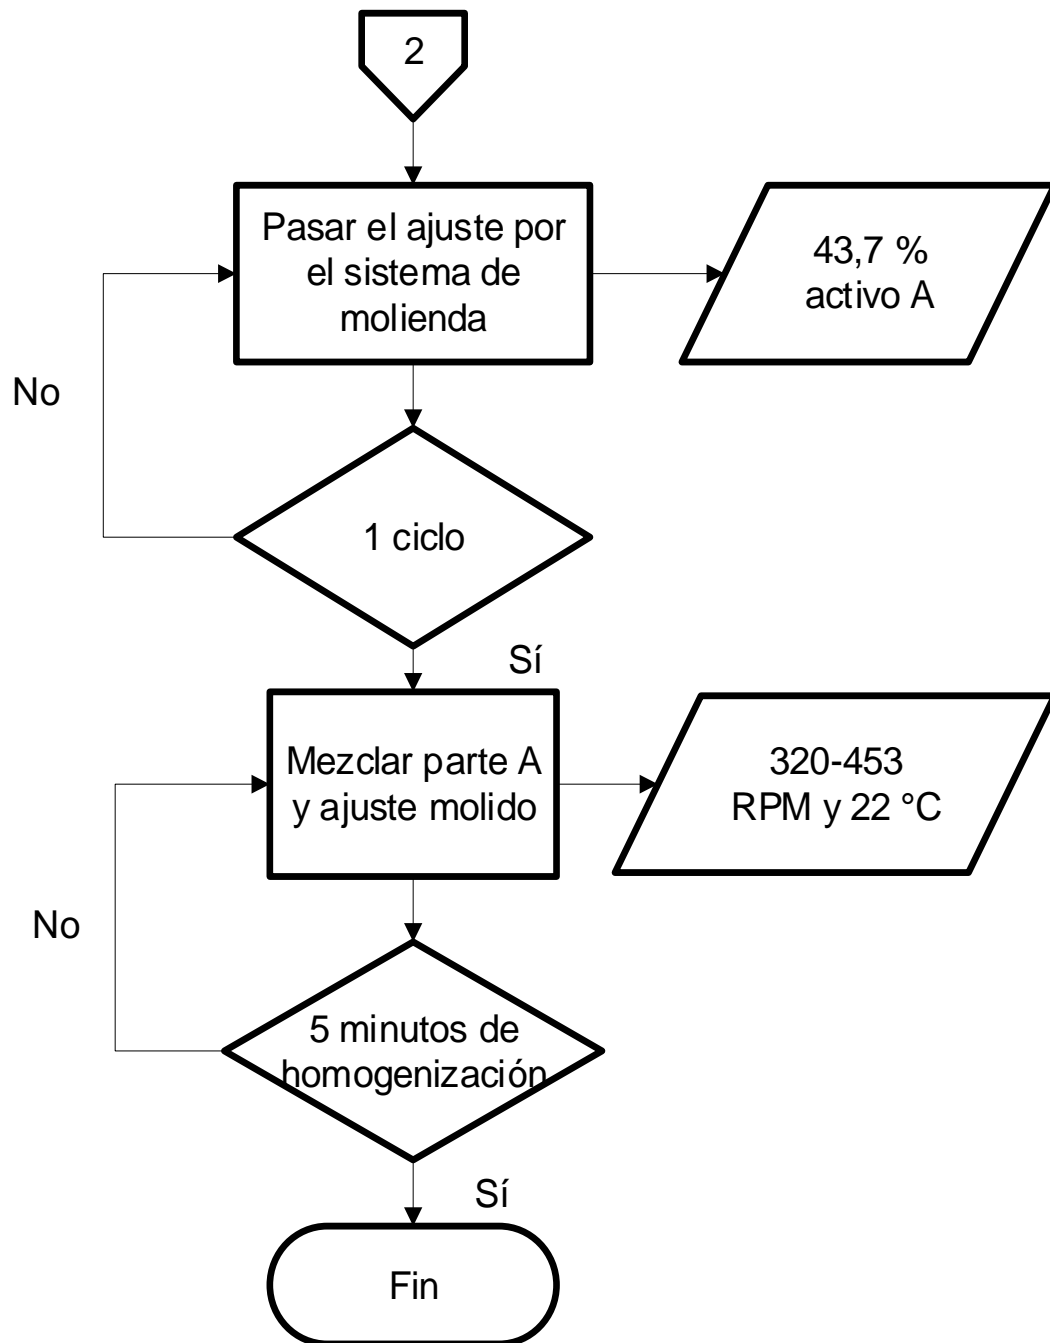 2
Pasar el ajuste por
el sistema de
molienda
43,7 %
activo A
No
1 ciclo
Sí
Mezclar parte A
y ajuste molido
320-453
RPM y 22 °C
No
5 minutos de
homogenización
Sí
Fin